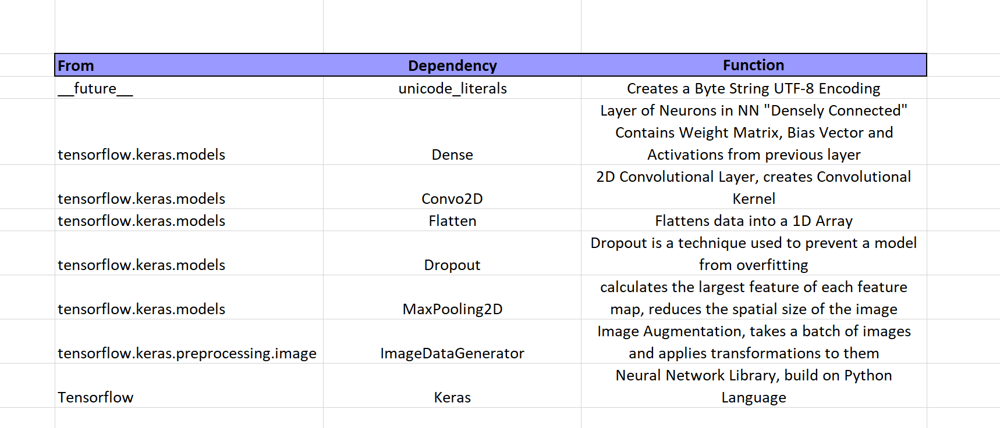 From Dependency Function
__future__ unicode_literals Creates a Byte String UTF-8 Encoding
Layer of Neurons in NN "Densely Connected"
Contains Weight Matrix, Bias Vector and
tensorflow.keras.models Dense Activations from previous layer
2D Convolutional Layer, creates Convolutional
tensorflow.keras.models Convo2D Kernel
tensorflow.keras.models Flatten Flattens data into a 1D Array
Dropout is a technique used to prevent a model
tensorflow.keras.models Dropout from overfitting
calculates the largest feature of each feature
tensorflow.keras.models MaxPooling2D map, reduces the spatial size of the image
Image Augmentation, takes a batch of images
tensorflow.keras.preprocessing.image ImageDataGenerator and applies transformations to them
Neural Network Library, build on Python
Tensorflow Keras Language